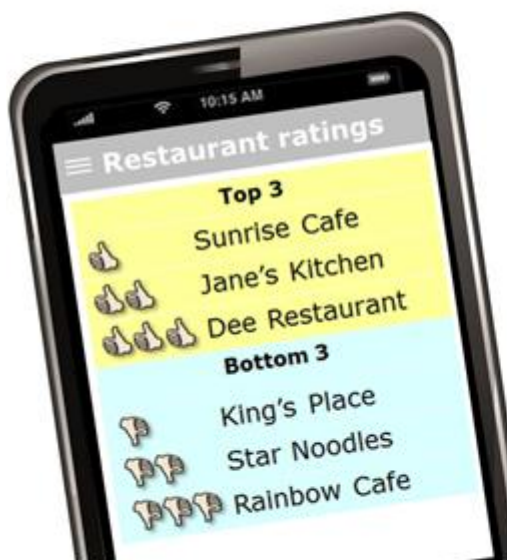 10:15 AM
Restaurant ratings
Top 3
Sunrise Cafe
Jane's Kitchen
Dee Restaurant
Bottom 3
King's Place
Star Noodles
Rainbow Cafe